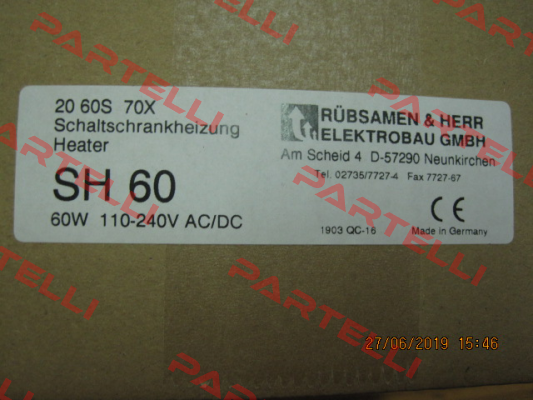 20 60S 70X
Schaltschrankheizung
Heater
SH 60
60W 110-240V AC/DC
RÜBSAMEN & HERR
ELEKTROBAU GMBH
Am Scheid 4 D-57290 Neunkirchen
Tel. 02735/7727-4 Fax 7727-67
CE
1903 QC-16 Made in Germany
27/06/2019 15:46
PARTELLI
PARTELLI
PARTELLI
PARTELLI
PARTELLI
PARTELLI